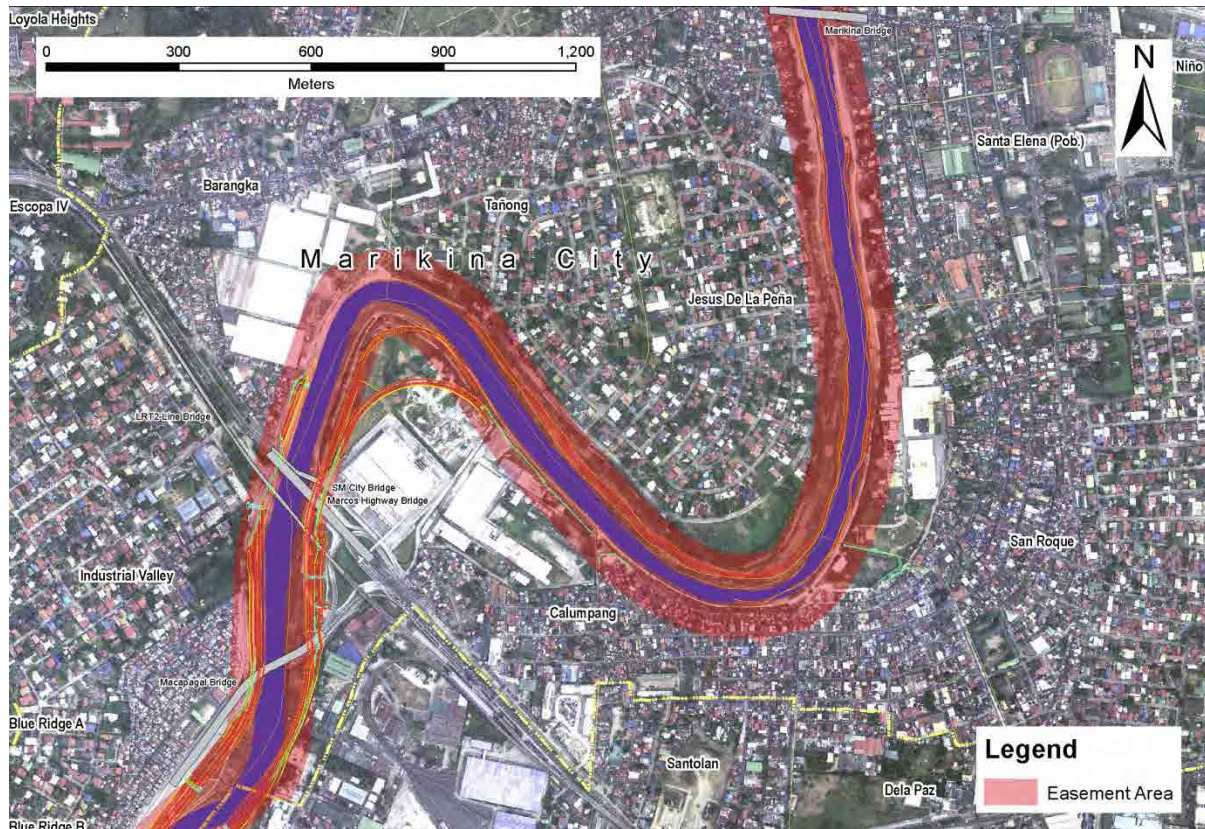 Loyola Heights
0 300 600 900 1,200
Meters
Marikina Bridge
N
Niño
Santa Elena (Pob.)
Barangka
Escopa IV
Tañong
Marikina City
Jesus De La Peña
LRT2-Line Bridge
SM City Bridge
Marcos Highway Bridge
San Roque
Industrial Valley
Calumpang
Macapagal Bridge
Blue Ridge A
Legend
Santolan
Easement Area
Dela Paz
Blue Ridge B